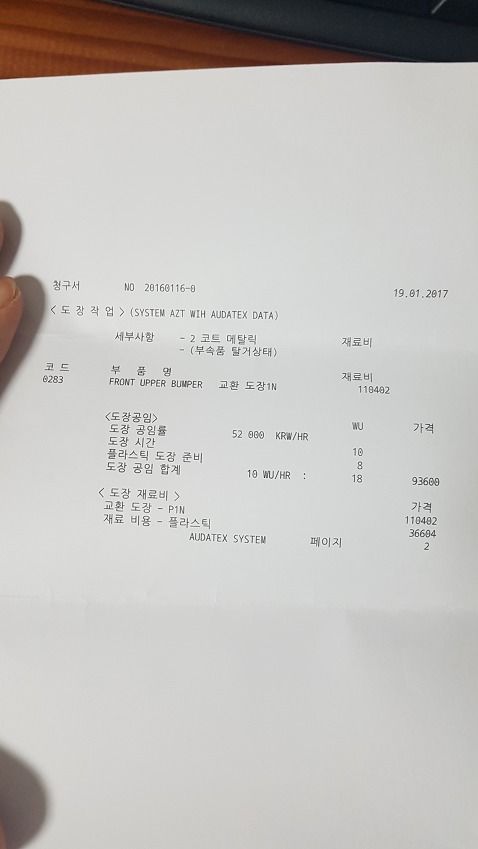 청구서 NO 20160116-0 19.01.2017
< 도 장 작 업 > (SYSTEM AZT WIH AUDATEX DATA)
세부사항 - 2 코트 메탈릭 재료비
- (부속품 탈거상태)
코 드 부 품 명 재료비
0283 FRONT UPPER BUMPER 교환 도장1N 110402
<도장공임> WU 가격
도장 공임률 52 000 KRW/HR
도장 시간 10
플라스틱 도장 준비 8
도장 공임 합계 10 WU/HR : 18 93600
< 도장 재료비 > 가격
교환 도장 - P1N 110402
재료 비용 - 플라스틱 36604
AUDATEX SYSTEM 페이지 2